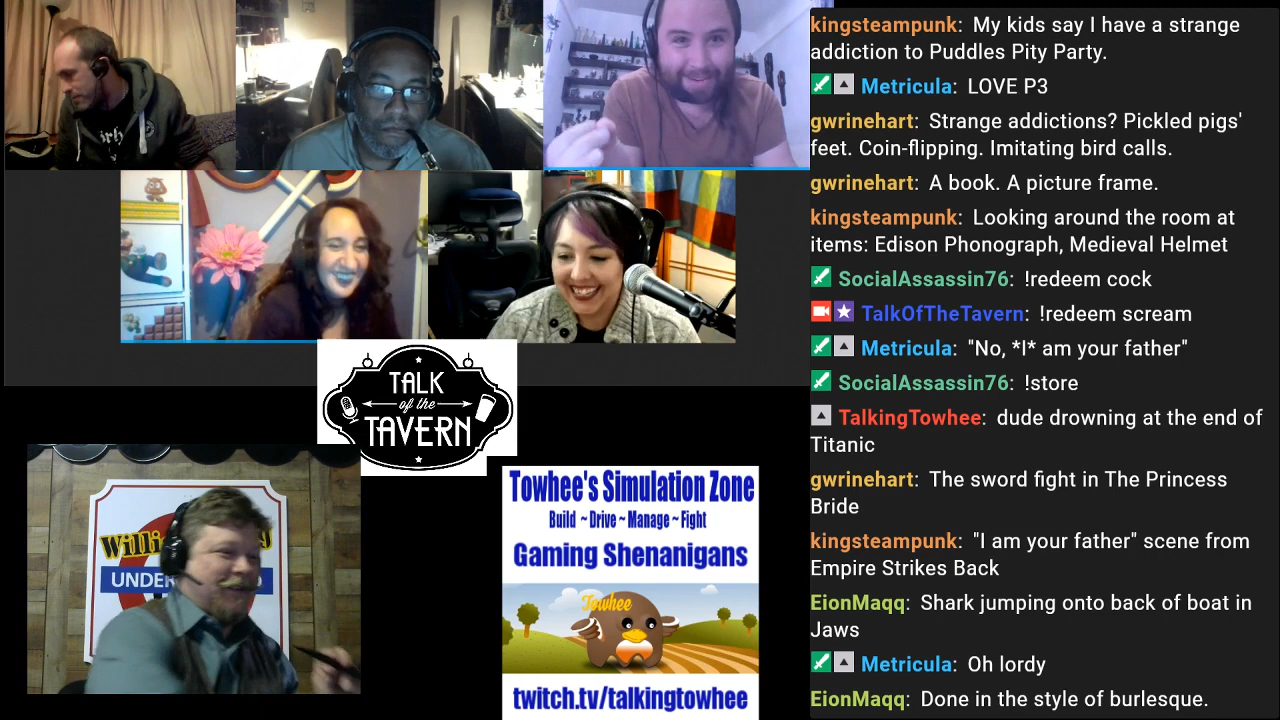 TALK
of the
TAVERN
UNDER
Towhee's Simulation Zone
Build ~ Drive ~ Manage ~ Fight
Gaming Shenanigans
Towhee
twitch.tv/talkingtowhee
kingsteampunk: My kids say I have a strange
addiction to Puddles Pity Party.
Metricula: LOVE P3
gwrinehart: Strange addictions? Pickled pigs'
feet. Coin-flipping. Imitating bird calls.
gwrinehart: A book. A picture frame.
kingsteampunk: Looking around the room at
items: Edison Phonograph, Medieval Helmet
SocialAssassin76: !redeem cock
TalkOfTheTavern: !redeem scream
Metricula: "No, *I* am your father"
SocialAssassin76: !store
TalkingTowhee: dude drowning at the end of
Titanic
gwrinehart: The sword fight in The Princess
Bride
kingsteampunk: "I am your father" scene from
Empire Strikes Back
EionMaqq: Shark jumping onto back of boat in
Jaws
Metricula: Oh lordy
EionMaqq: Done in the style of burlesque.